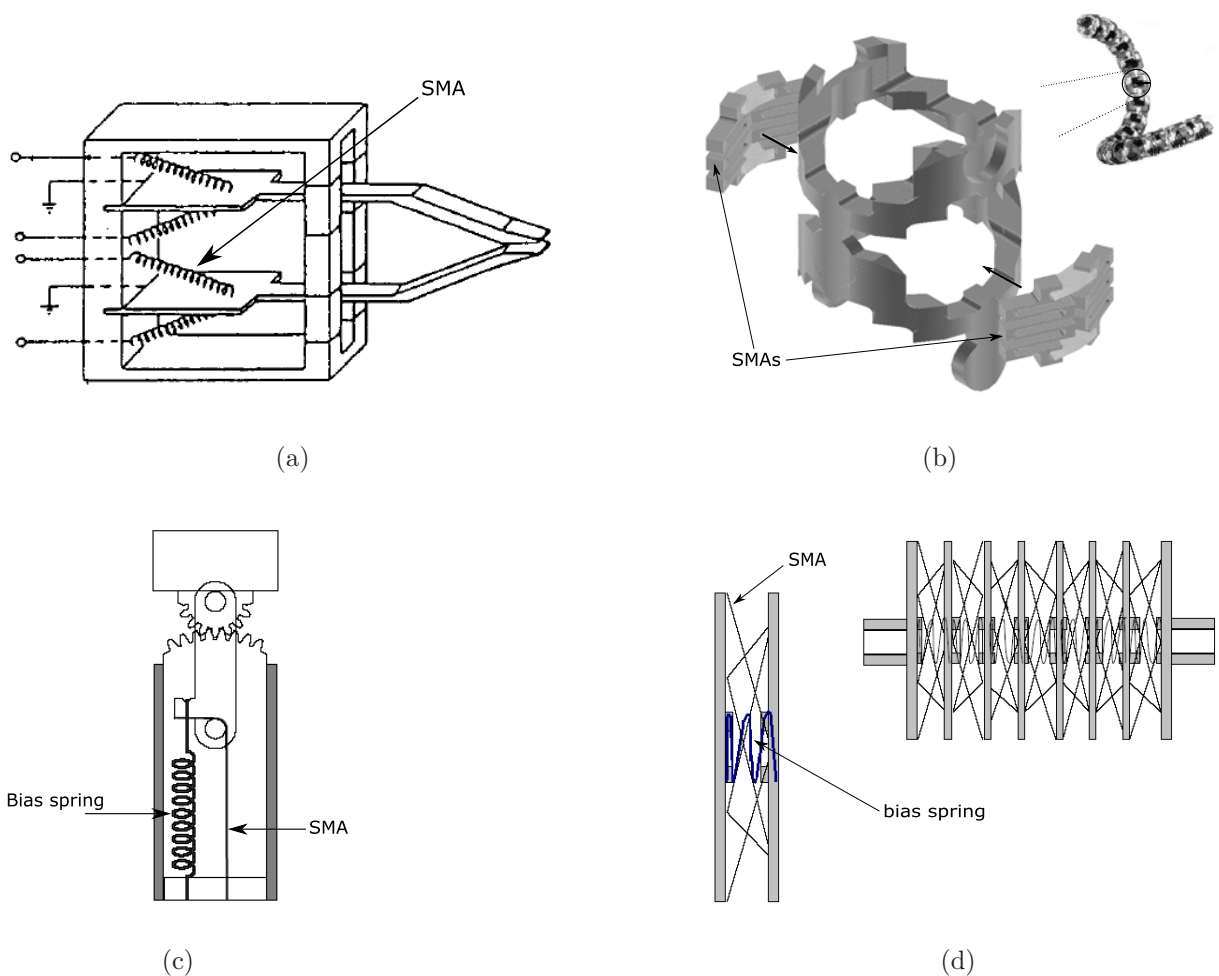 SMA
SMAs
(a)
(b)
Bias spring
SMA
SMA
bias spring
(c)
(d)